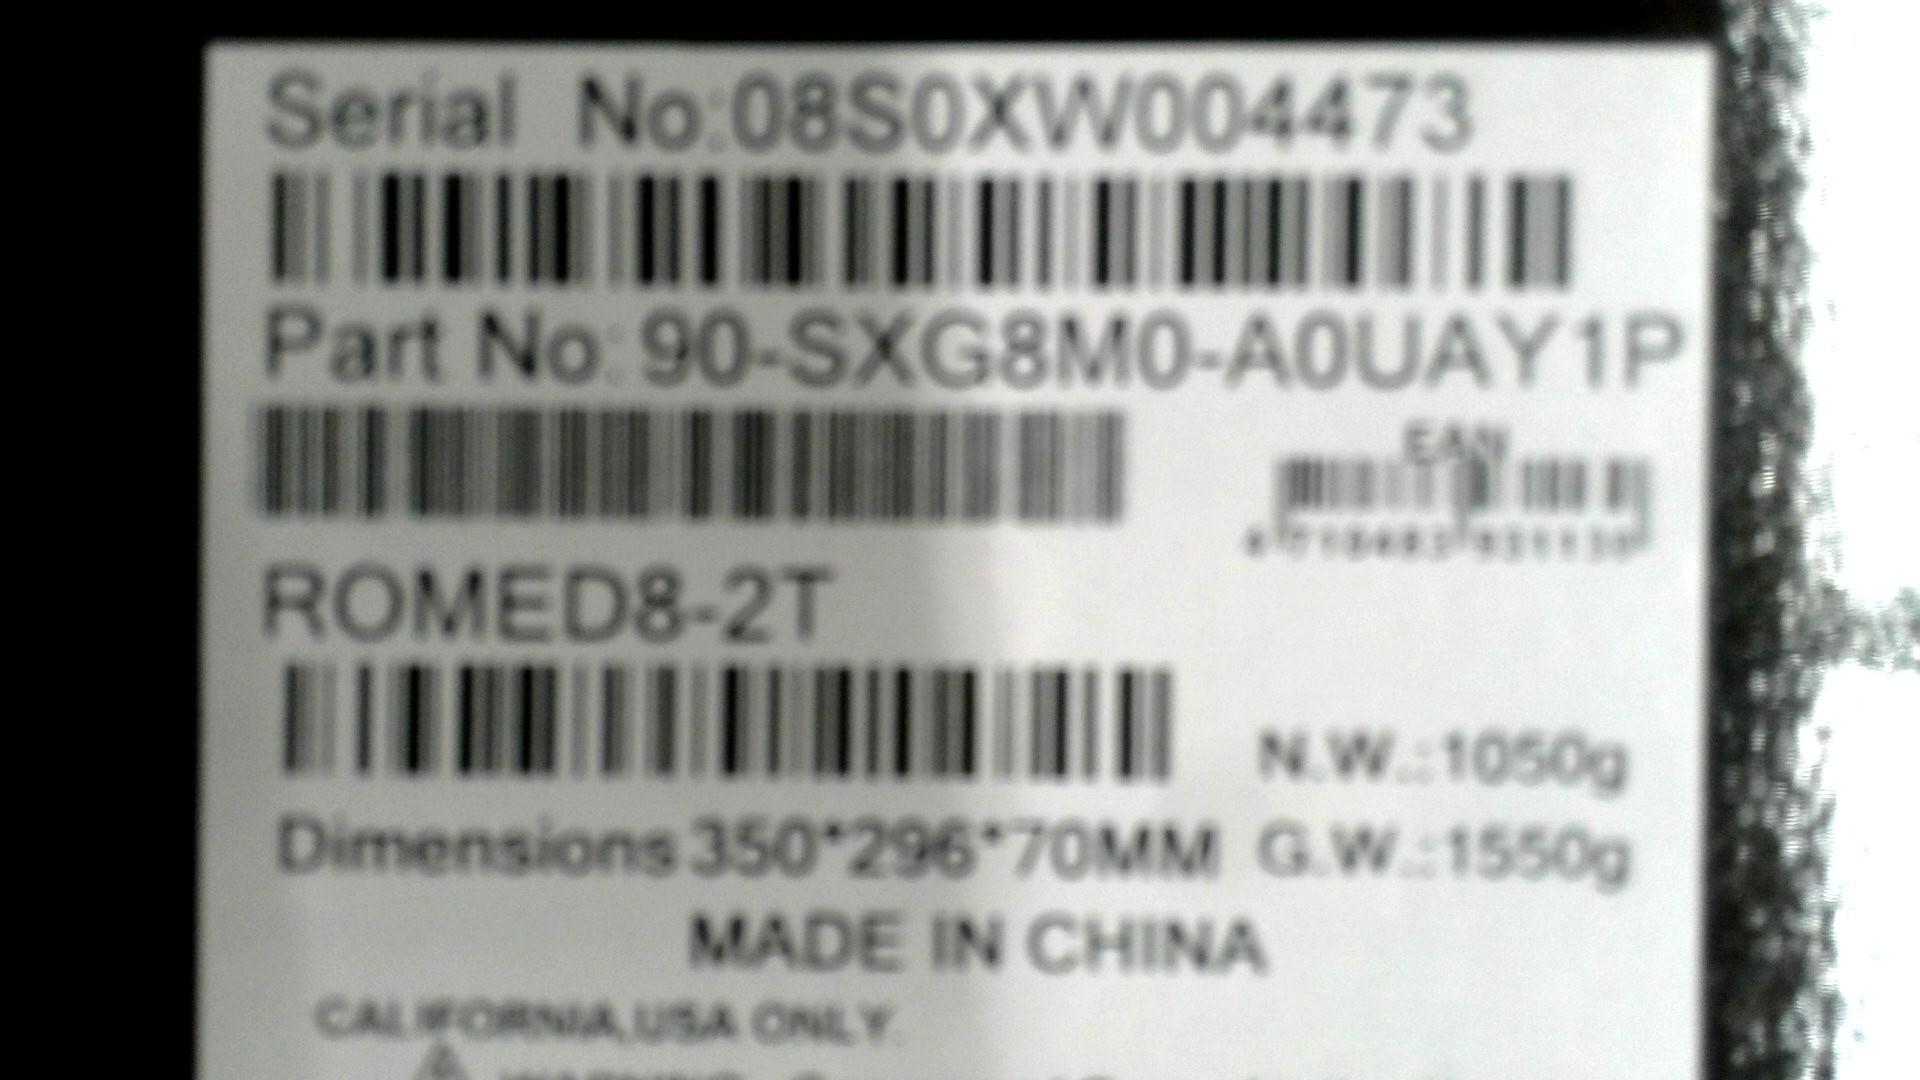 Serial No:08S0XW004473
Part No: 90-SXG8M0-A0UAY1P
EAN
ROMED8-2T
N.W.:1050g
Dimensions 350*296*70MM G.W.:1550g
MADE IN CHINA
CALIFORNIA,USA ONLY.
WARNING: